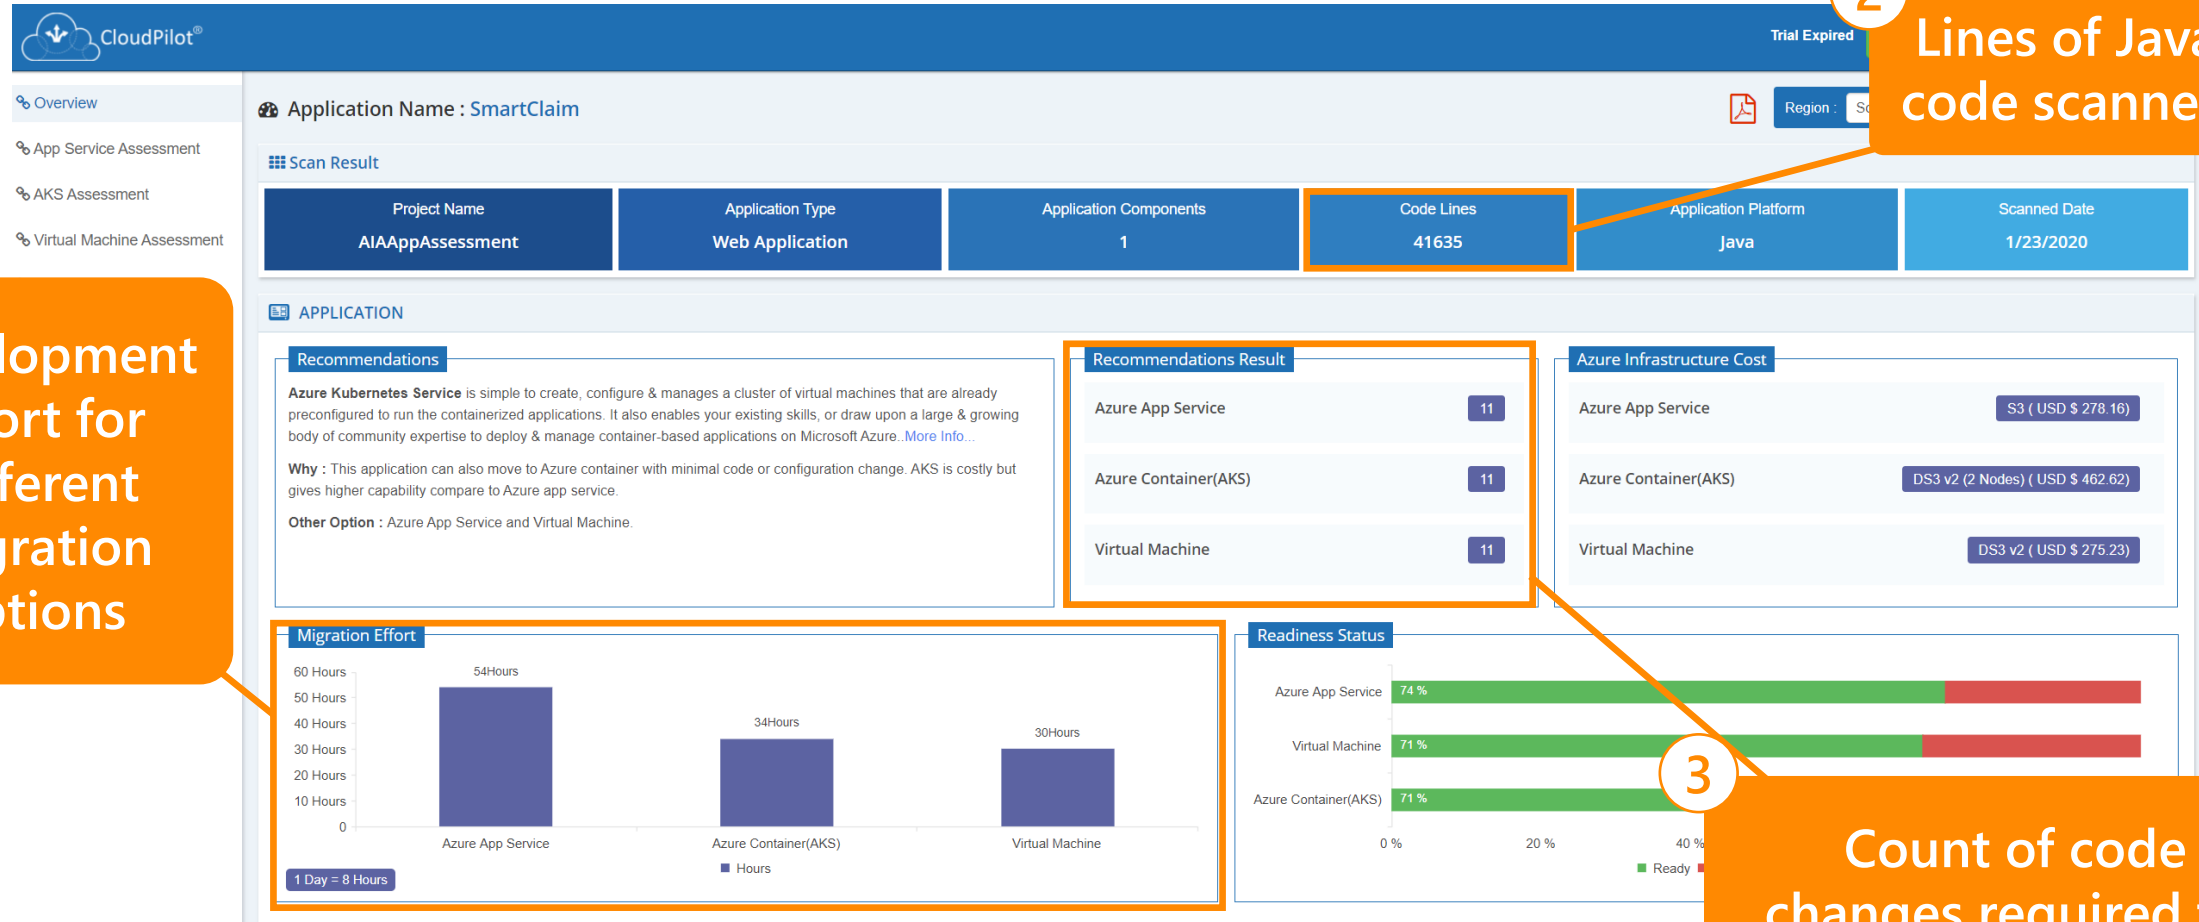 CloudPilot®
Trial Expired
2
Lines of Java
code
Overview
App Service Assessment
AKS Assessment
Virtual Machine Assessment
Application Name : SmartClaim
Region :
Scan Result
Project Name
AIAAppAssessment
Application Type
Web Application
Application Components
1
Code Lines
41635
Application Platform
Java
Scanned Date
1/23/2020
for
APPLICATION
Recommendations
Azure Kubernetes Service is simple to create, configure & manages a cluster of virtual machines that are already
preconfigured to run the containerized applications. It also enables your existing skills, or draw upon a large & growing
body of community expertise to deploy & manage container-based applications on Microsoft Azure..More Info...
Why : This application can also move to Azure container with minimal code or configuration change. AKS is costly but
gives higher capability compare to Azure app service.
Other Option : Azure App Service and Virtual Machine.
Recommendations Result
Azure App Service 11
Azure Container(AKS) 11
Virtual Machine 11
Azure Infrastructure Cost
Azure App Service S3 ( USD $ 278.16)
Azure Container(AKS) DS3 v2 (2 Nodes) ( USD $ 462.62)
Virtual Machine DS3 v2 ( USD $ 275.23)
Migration Effort
60 Hours
50 Hours
40 Hours
30 Hours
20 Hours
10 Hours
0
54Hours
34Hours
30Hours
Azure App Service
Azure Container(AKS)
Virtual Machine
Hours
1 Day = 8 Hours
Readiness Status
Azure App Service 74 %
Virtual Machine 71 %
Azure Container(AKS) 71 %
0 %
20 %
40 %
Ready
3
Count of code
changes required